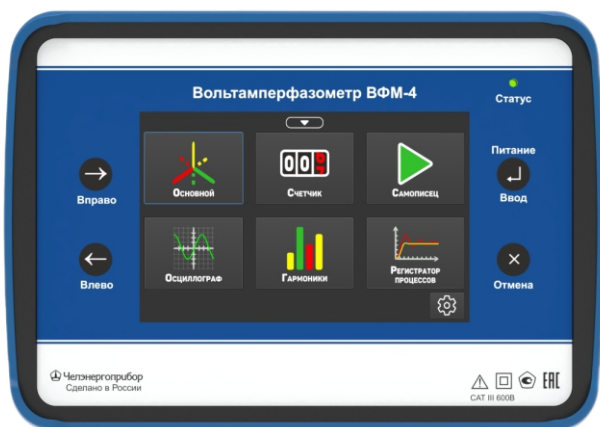 Вольтамперфазометр ВФМ-4
Статус
Питание
Вправо
Ввод
Влево
Отмена
Основной
Счетчик
Самописец
Осциллограф
Гармоники
Регистратор
процессов
Челэнергоприбор
Сделано в России
EAC
CAT III 600В